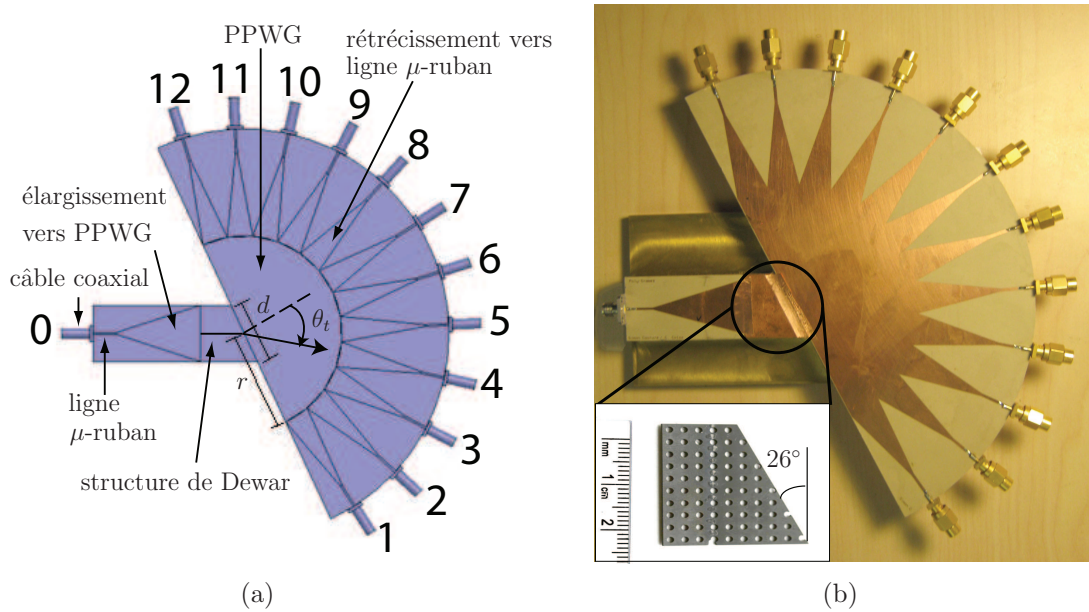 PPWG
rétrécissement vers
ligne μ-ruban
12
11
10
9
8
7
6
5
4
3
2
1
0
élargissement
vers PPWG
câble coaxial
d
θt
r
ligne
μ-ruban
structure de Dewar
mm
1
cm
2
26°
(a)
(b)